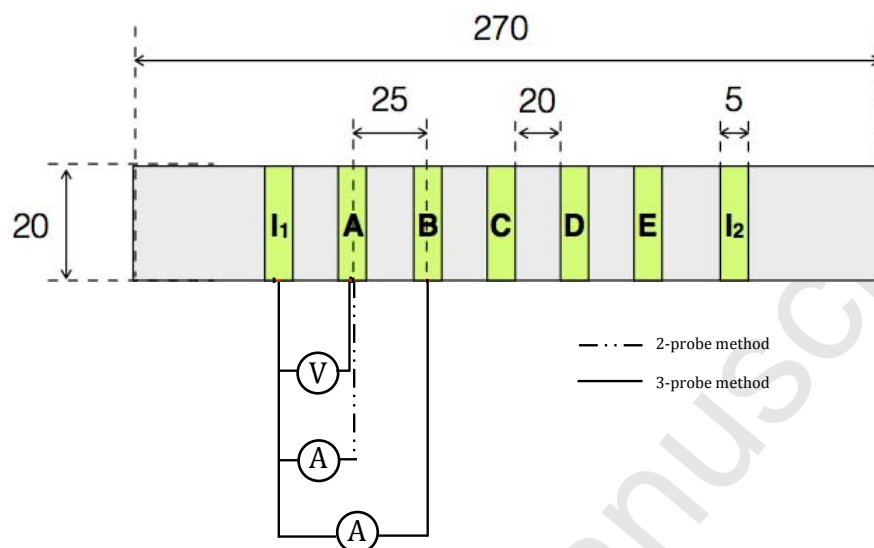 270
25 20 5
20
I₁ A B C D E I₂
V
2-probe method
3-probe method
A
A